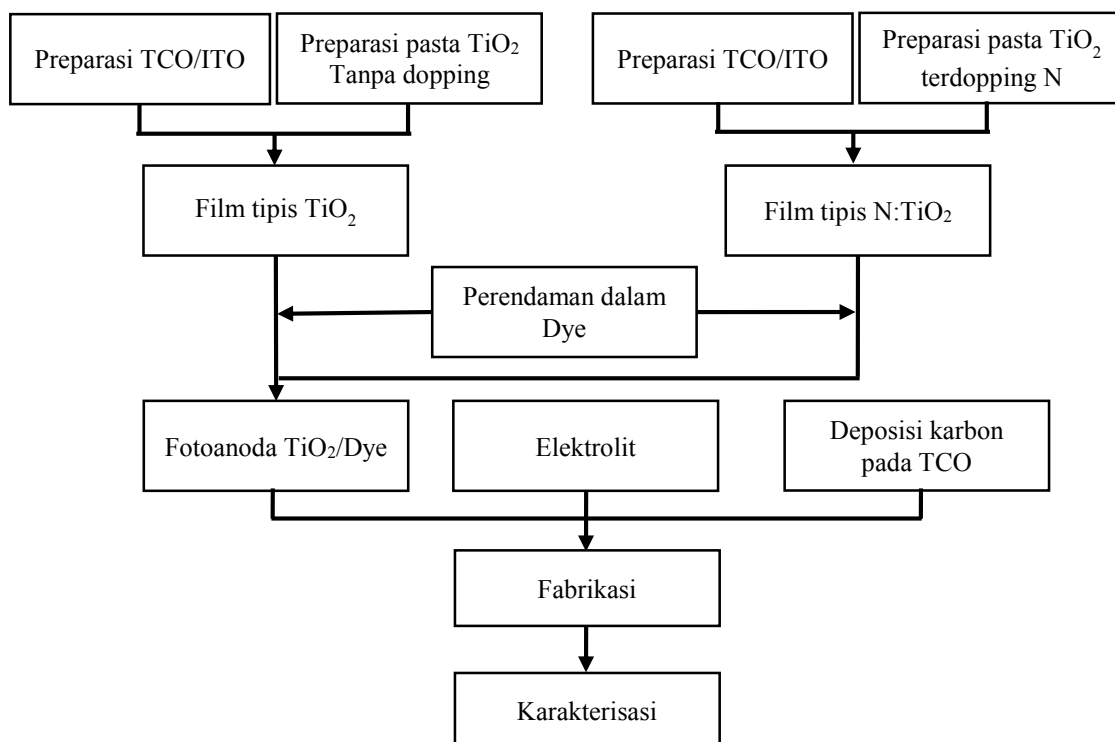 Preparasi TCO/ITO
Preparasi pasta TiO₂
Tanpa dopping
Preparasi TCO/ITO
Preparasi pasta TiO₂
terdopping N
Film tipis TiO₂
Film tipis N:TiO₂
Perendaman dalam
Dye
Fotoanoda TiO₂/Dye
Elektrolit
Deposisi karbon
pada TCO
Fabrikasi
Karakterisasi